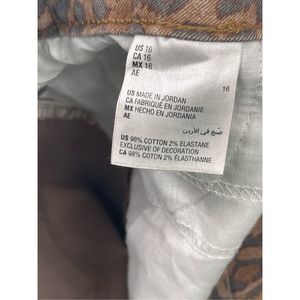 US 16
CA 16
MX 16
AE
16
US MADE IN JORDAN
CA FABRIQUÉ EN JORDANIE
MX HECHO EN JORDANIA
AE
صنع في الأردن
US 98% COTTON 2% ELASTANE
EXCLUSIVE OF DECORATION
CA 98% COTTON 2% ÉLASTHANNE